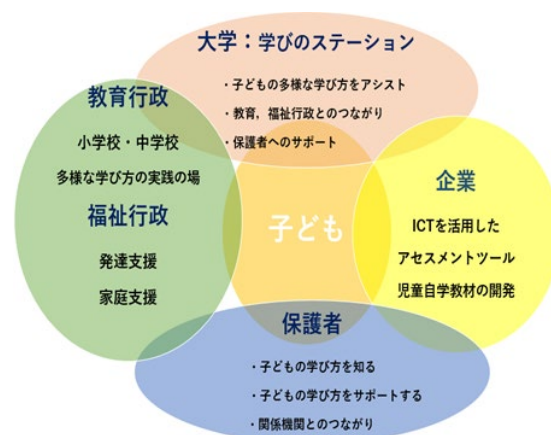 大学：学びのステーション
・子どもの多様な学び方をアシスト
・教育，福祉行政とのつながり
・保護者へのサポート
教育行政
小学校・中学校
多様な学び方の実践の場
福祉行政
発達支援
家庭支援
子ども
企業
ICTを活用した
アセスメントツール
児童自学教材の開発
保護者
・子どもの学び方を知る
・子どもの学び方をサポートする
・関係機関とのつながり